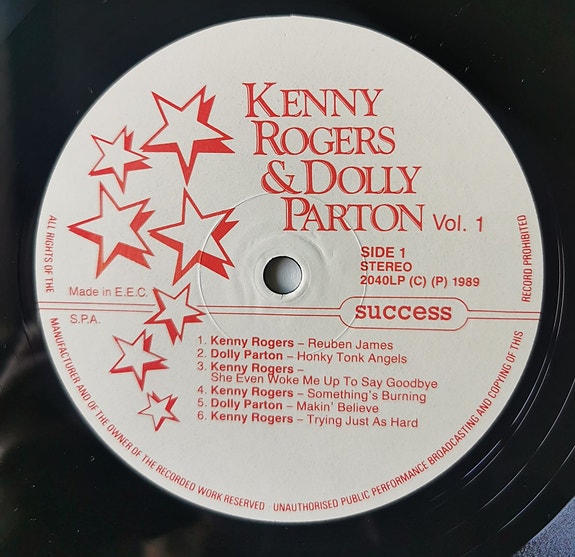 KENNY
ROGERS
& DOLLY
PARTON Vol. 1
SIDE 1
STEREO
2040LP (C) (P) 1989
Made in E.E.C.
S.P.A.
success
1. Kenny Rogers – Reuben James
2. Dolly Parton – Honky Tonk Angels
3. Kenny Rogers –
She Even Woke Me Up To Say Goodbye
4. Kenny Rogers – Something's Burning
5. Dolly Parton – Makin' Believe
6. Kenny Rogers – Trying Just As Hard
ALL RIGHTS OF THE MANUFACTURER AND OF THE OWNER OF THE RECORDED WORK RESERVED · UNAUTHORISED PUBLIC PERFORMANCE BROADCASTING AND COPYING OF THIS RECORD PROHIBITED